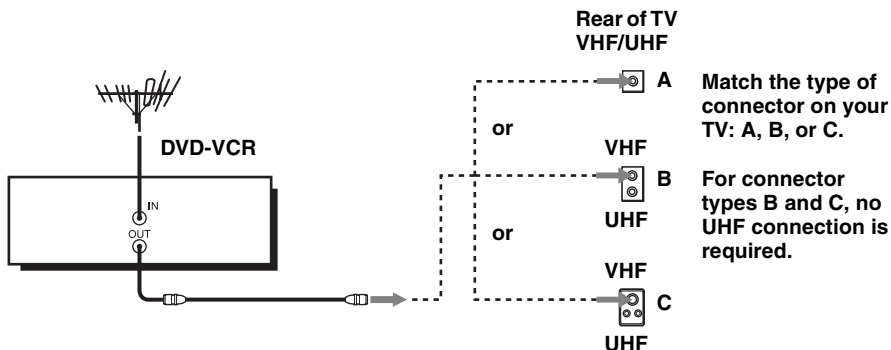 Rear of TV
VHF/UHF
A
Match the type of
connector on your
TV: A, B, or C.
or
DVD-VCR
VHF
B
For connector
types B and C, no
UHF connection is
required.
IN
UHF
OUT
or
VHF
C
UHF